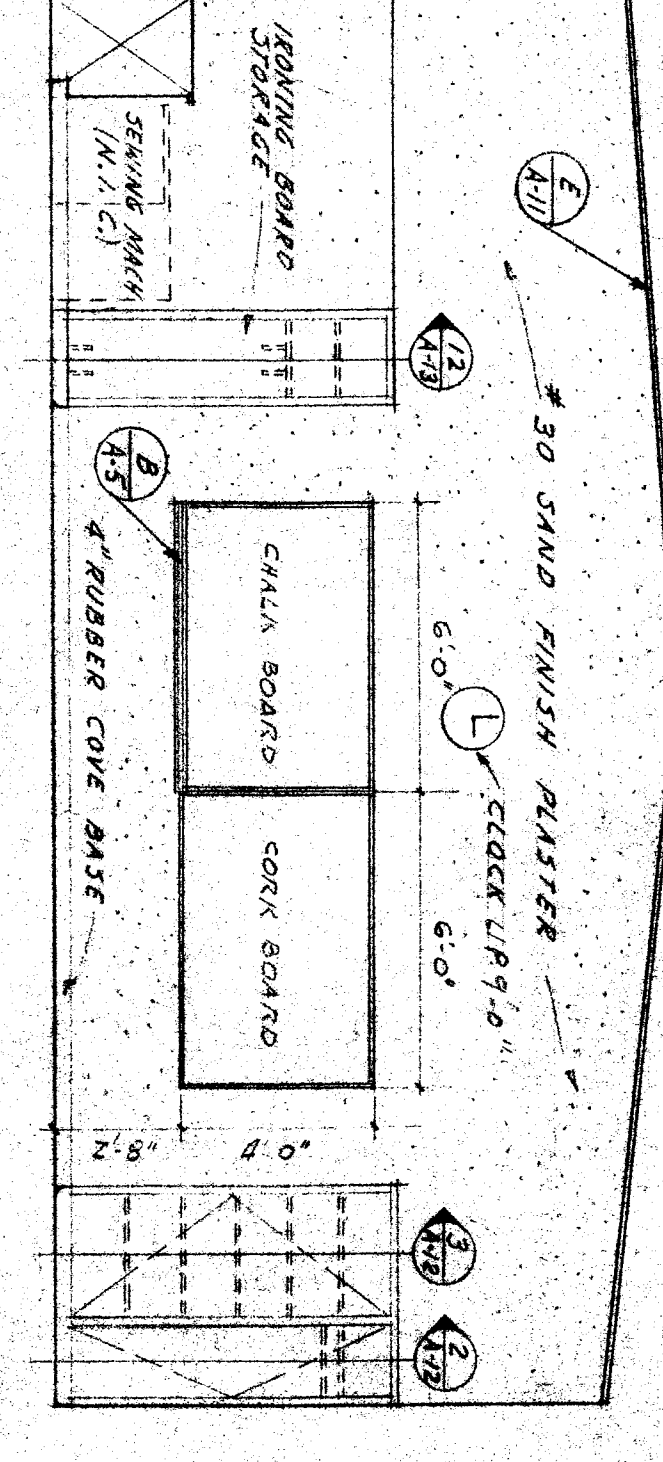 E
A-11
# 30 SAND FINISH PLASTER
CLOCK UP 9'-0"
L
IRONING BOARD
STORAGE
12
A-13
6'-0"
6'-0"
3
A-12
2
A-12
CHALK BOARD
CORK BOARD
4'-0"
2'-8"
SEWING MACH.
(N.I.C.)
B
A-5
4" RUBBER COVE BASE